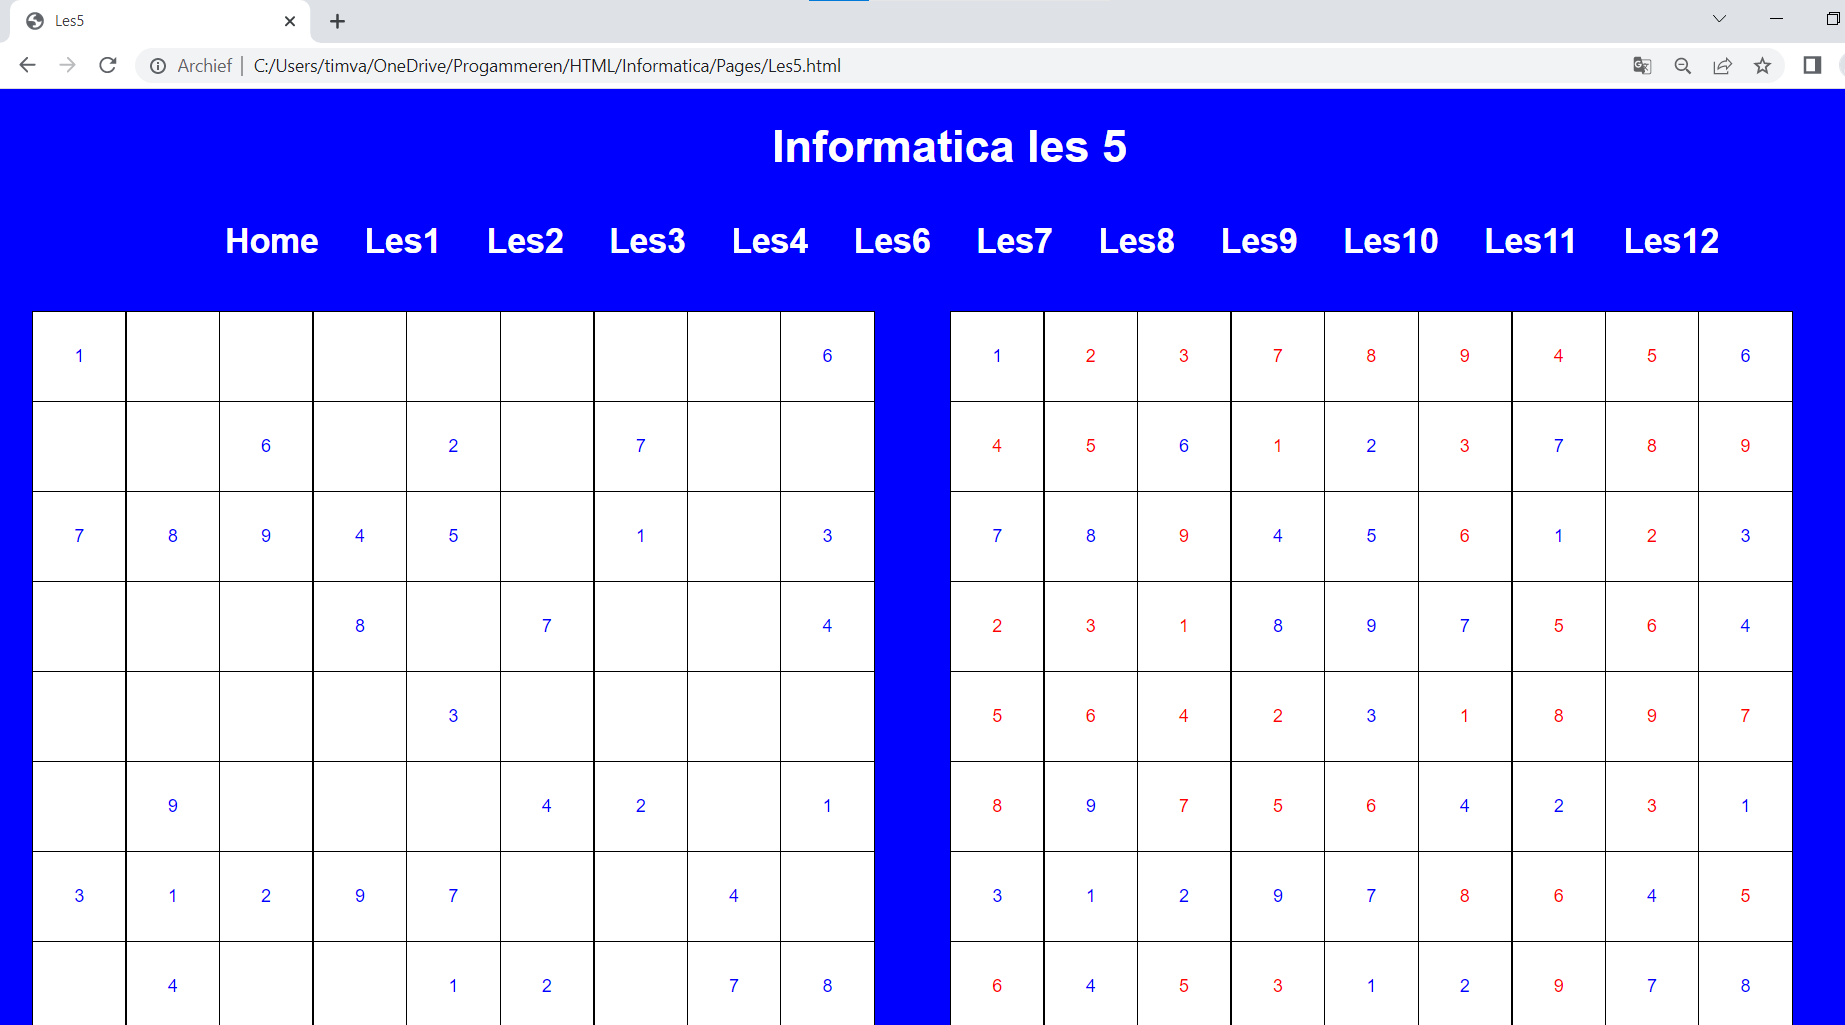 Les5
Archief | C:/Users/timva/OneDrive/Progammeren/HTML/Informatica/Pages/Les5.html
Informatica les 5
Home Les1 Les2 Les3 Les4 Les6 Les7 Les8 Les9 Les10 Les11 Les12
1 6
6 2 7
7 8 9 4 5 1 3
8 7 4
3
9 4 2 1
3 1 2 9 7 4
4 1 2 7 8
1 2 3 7 8 9 4 5 6
4 5 6 1 2 3 7 8 9
7 8 9 4 5 6 1 2 3
2 3 1 8 9 7 5 6 4
5 6 4 2 3 1 8 9 7
8 9 7 5 6 4 2 3 1
3 1 2 9 7 8 6 4 5
6 4 5 3 1 2 9 7 8